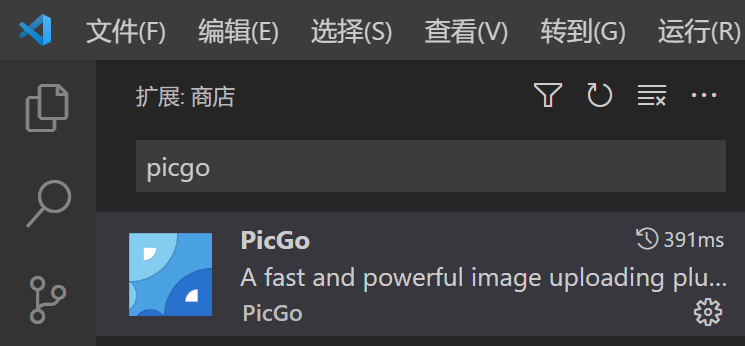 文件(F) 编辑(E) 选择(S) 查看(V) 转到(G) 运行(R)
扩展: 商店
picgo
PicGo 391ms
A fast and powerful image uploading plu...
PicGo